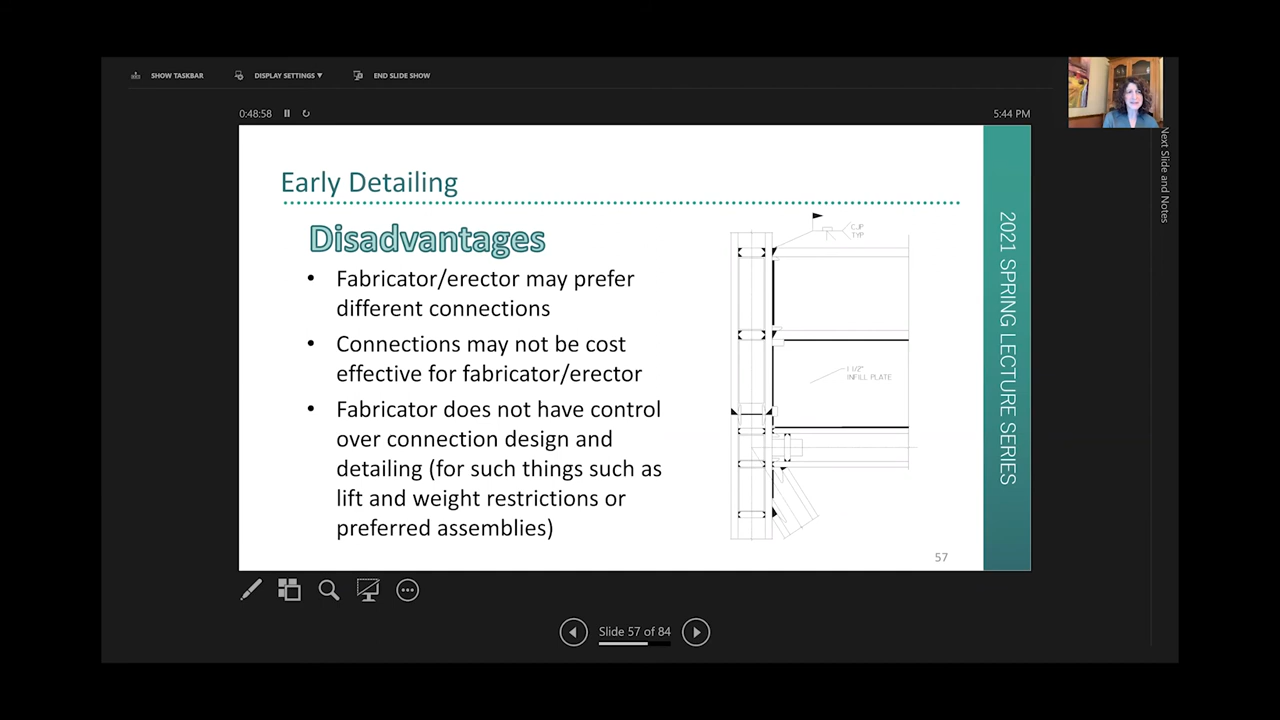 SHOW TASKBAR
DISPLAY SETTINGS ▼
END SLIDE SHOW
0:48:58
5:44 PM
Next Slide and Notes
Early Detailing
Disadvantages
• Fabricator/erector may prefer
different connections
• Connections may not be cost
effective for fabricator/erector
• Fabricator does not have control
over connection design and
detailing (for such things such as
lift and weight restrictions or
preferred assemblies)
CJP
TYP
1 1/2"
INFILL PLATE
2021 SPRING LECTURE SERIES
57
Slide 57 of 84